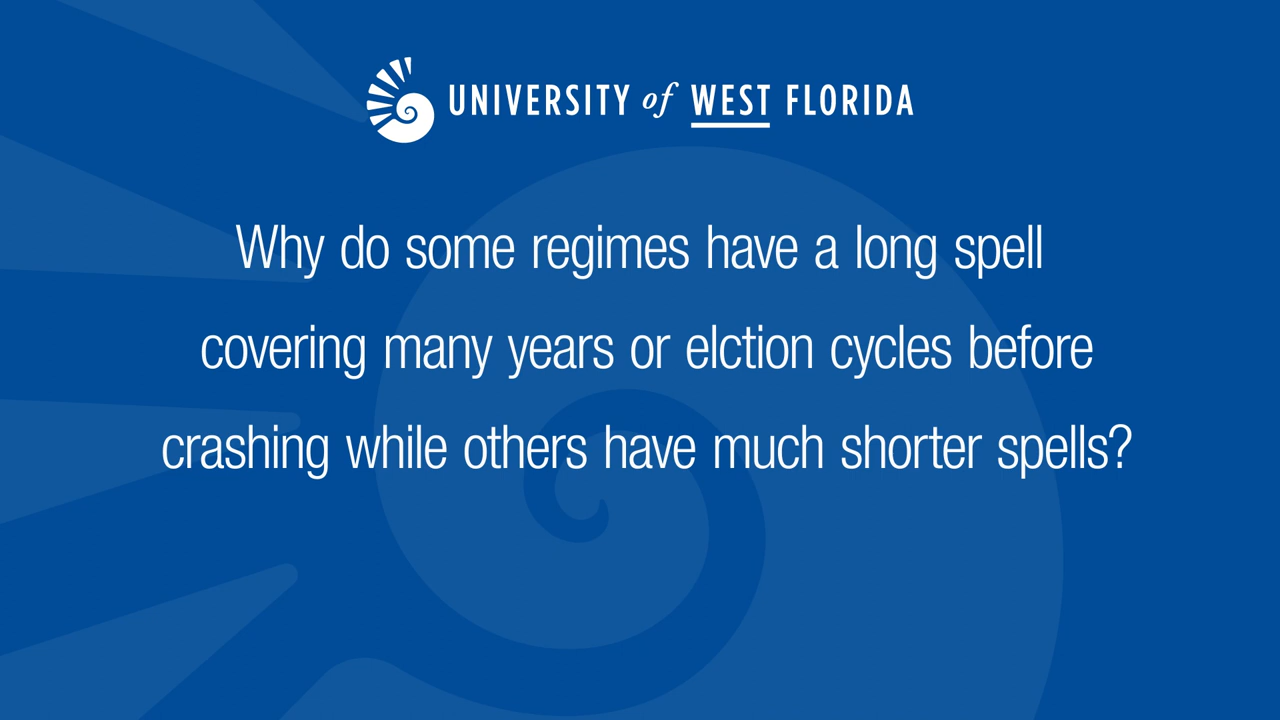 UNIVERSITY of WEST FLORIDA
Why do some regimes have a long spell
covering many years or elction cycles before
crashing while others have much shorter spells?